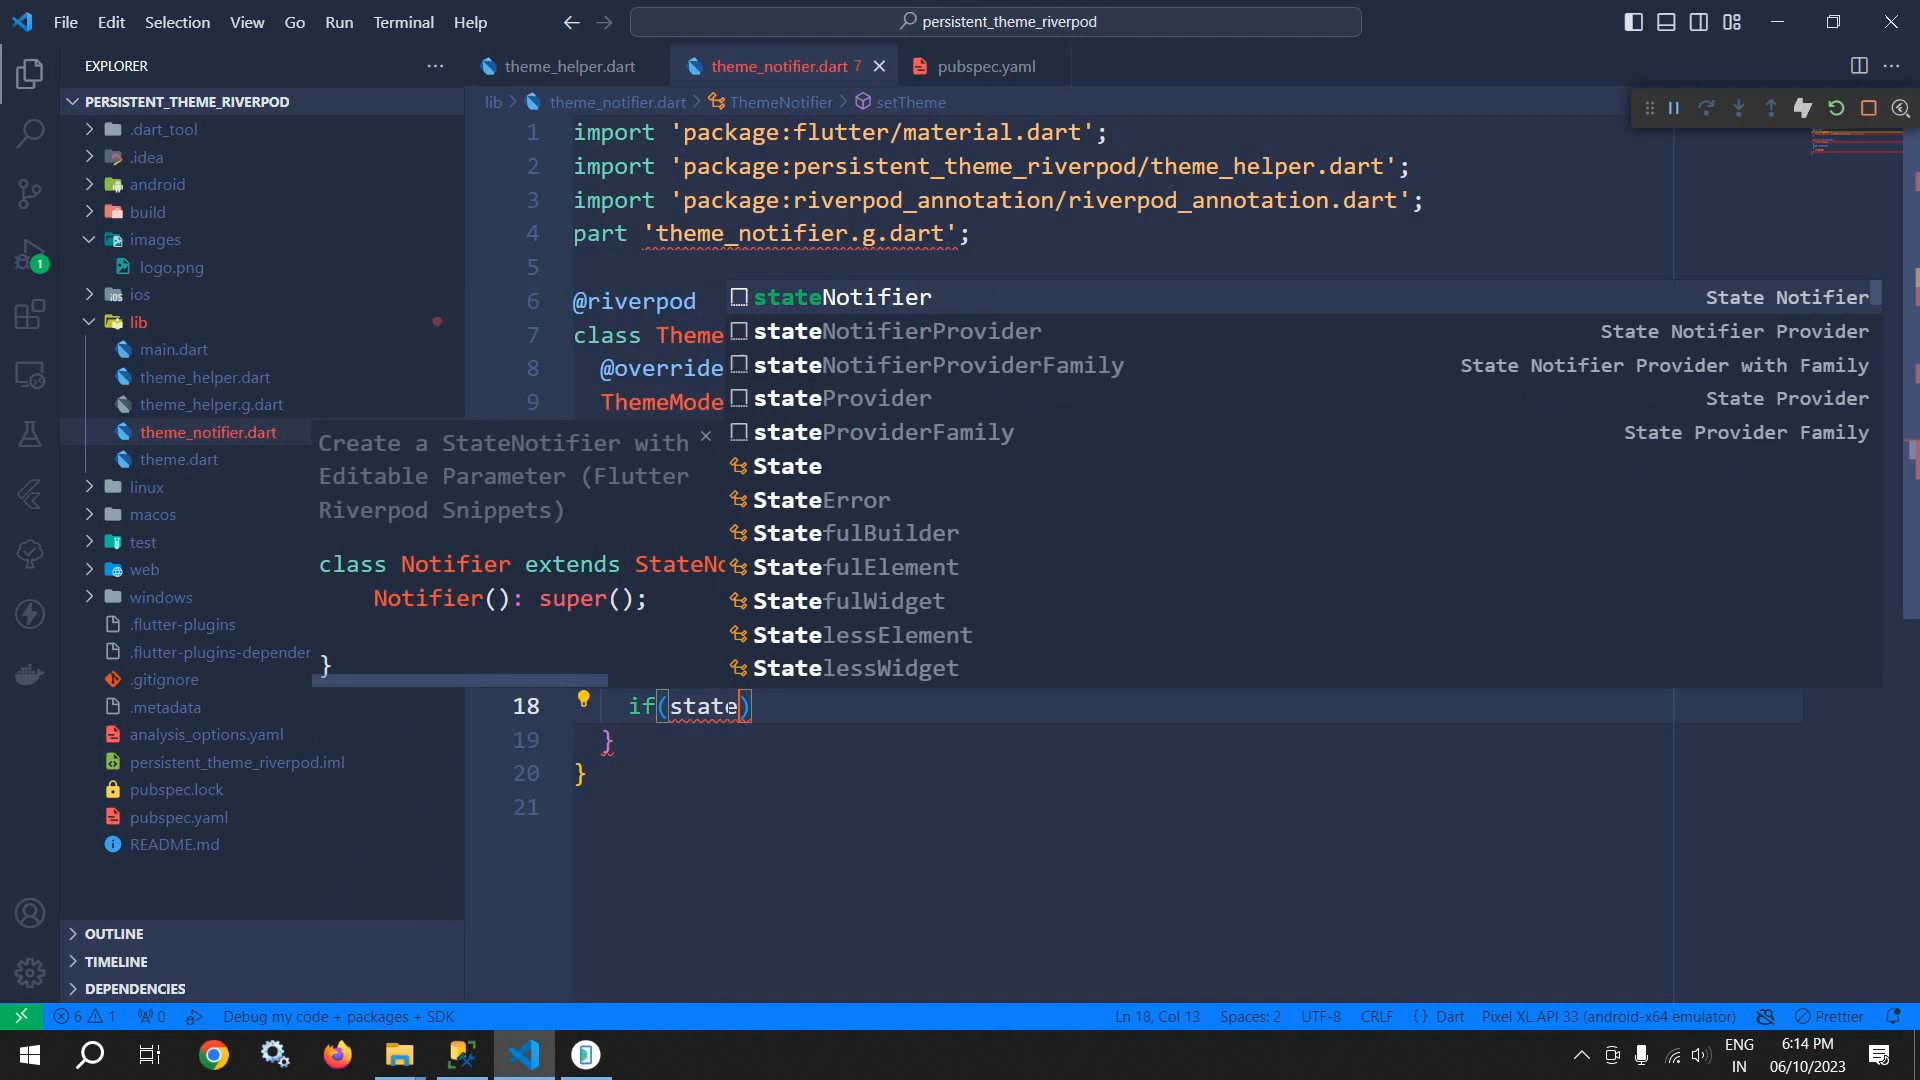 File Edit Selection View Go Run Terminal Help
persistent_theme_riverpod
EXPLORER
theme_helper.dart
theme_notifier.dart 7
pubspec.yaml
PERSISTENT_THEME_RIVERPOD
lib > theme_notifier.dart > ThemeNotifier > setTheme
.dart_tool
.idea
android
build
images
logo.png
ios
lib
main.dart
theme_helper.dart
theme_helper.g.dart
theme_notifier.dart
theme.dart
linux
macos
test
web
windows
.flutter-plugins
.flutter-plugins-depender
.gitignore
.metadata
analysis_options.yaml
persistent_theme_riverpod.iml
pubspec.lock
pubspec.yaml
README.md
OUTLINE
TIMELINE
DEPENDENCIES
1 import 'package:flutter/material.dart';
2 import 'package:persistent_theme_riverpod/theme_helper.dart';
3 import 'package:riverpod_annotation/riverpod_annotation.dart';
4 part 'theme_notifier.g.dart';
5
6 @riverpod
7 class Theme
8 @override
9 ThemeMode
stateNotifier State Notifier
stateNotifierProvider State Notifier Provider
stateNotifierProviderFamily State Notifier Provider with Family
stateProvider State Provider
stateProviderFamily State Provider Family
State
StateError
StatefulBuilder
StatefulElement
StatefulWidget
StatelessElement
StatelessWidget
Create a StateNotifier with
Editable Parameter (Flutter
Riverpod Snippets)
class Notifier extends StateNo
Notifier(): super();
}
18 if(state)
19 }
20 }
21
1
6 1 0 Debug my code + packages + SDK
Ln 18, Col 13 Spaces: 2 UTF-8 CRLF { } Dart Pixel XL API 33 (android-x64 emulator) Prettier
ENG
IN
6:14 PM
06/10/2023